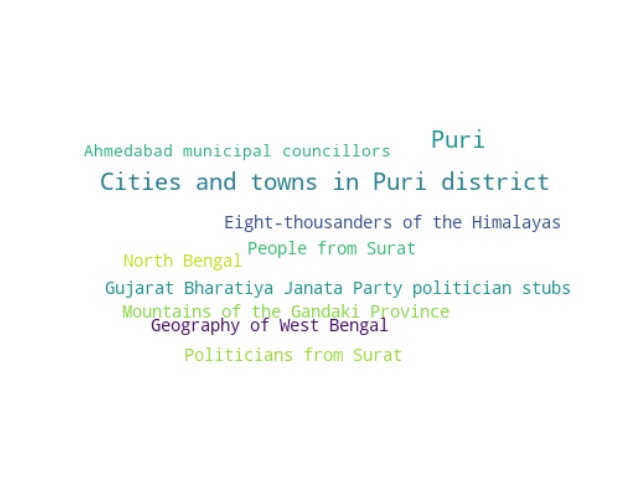 Puri
Ahmedabad municipal councillors
Cities and towns in Puri district
Eight-thousanders of the Himalayas
People from Surat
North Bengal
Gujarat Bharatiya Janata Party politician stubs
Mountains of the Gandaki Province
Geography of West Bengal
Politicians from Surat